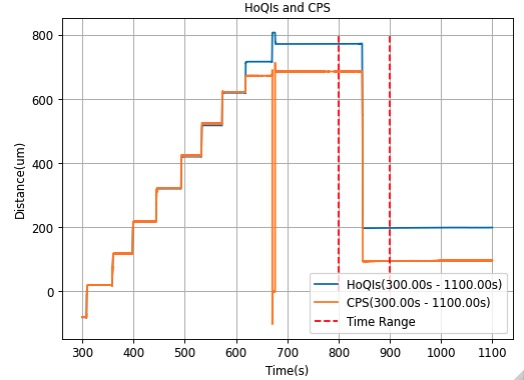 HoQIs and CPS
800
600
400
200
0
Distance(um)
300 400 500 600 700 800 900 1000 1100
Time(s)
HoQIs(300.00s - 1100.00s)
CPS(300.00s - 1100.00s)
Time Range